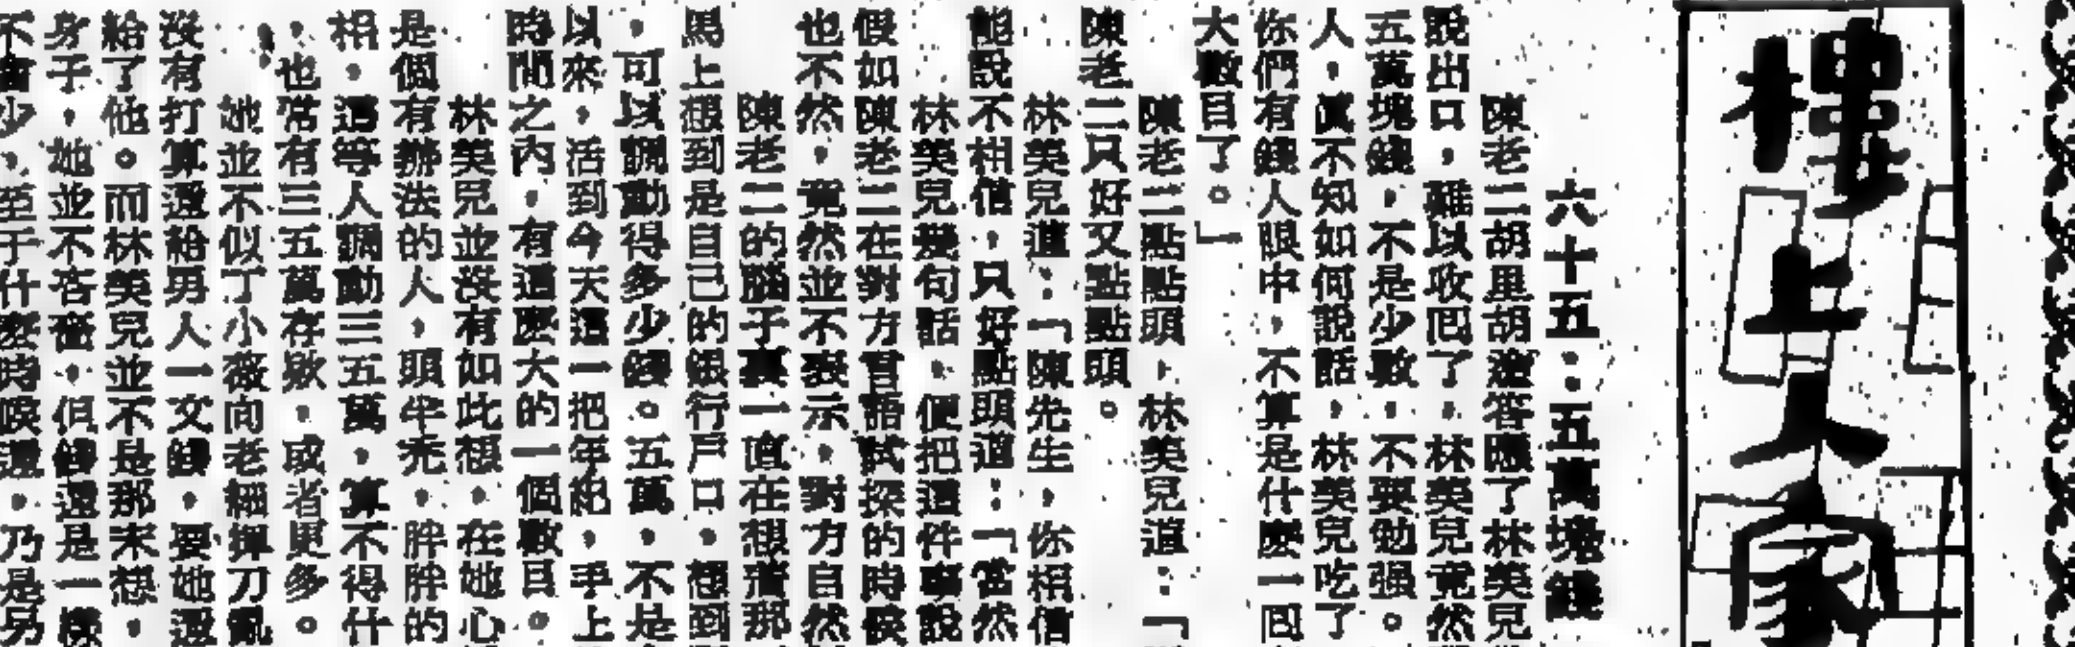 樓上人家
六十五：五萬塊錢
陳老二胡里胡塗答應了林美兒
說出口，難以收回了，林美兒竟然
五萬塊錢，不是少數，不要勉强。
人，真不知如何說話，林美兒吃了
你們有錢人眼中，不算是什麼一回
大數目了。」
陳老二點點頭，林美兒道：「
陳老二只好又點點頭。
林美兒道：「陳先生，你相信
說不相信，只好點頭道：「當然
林美兒幾句話，便把這件事說
假如陳老二在對方言語試探的時候
也不然，竟然並不表示，對方自然
陳老二的腦子裏一直在想着那
馬上想到是自己的銀行戶口，想到
，可以調動得多少錢。五萬，不是
以來，活到今天這一把年紀，手上
時間之內，有這麼大的一個數目。
林美兒並沒有如此想，在她心
是個有辦法的人，頭半禿，胖胖的
相，這等人調動三五萬，算不得什
，也常有三五萬存欵，或者更多。
她並不似丁小薇向老細揮刀亂
沒有打算還給男人一文錢，要她還
給了他。而林美兒並不是那末想，
身子，她並不吝嗇，但錢還是一樣
不會少，至于什麼時候還，乃是另